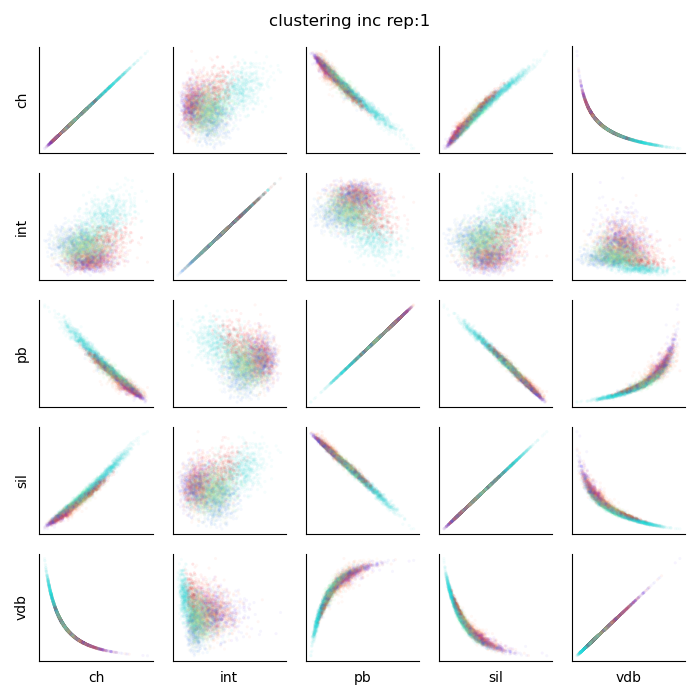 clustering inc rep:1
ch
int
pb
sil
vdb
ch int pb sil vdb